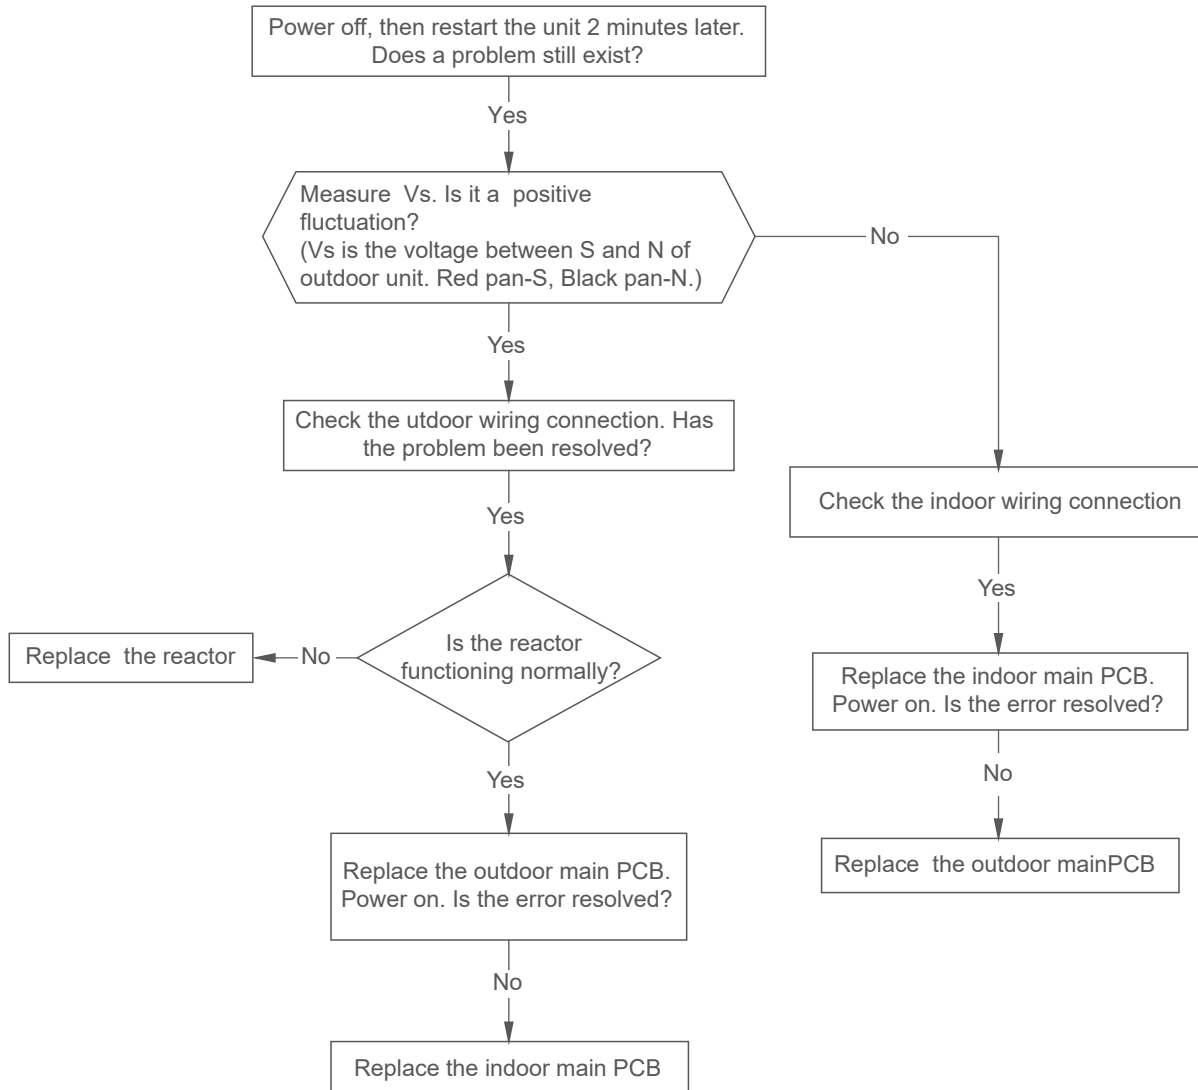 Power off, then restart the unit 2 minutes later.
Does a problem still exist?
Yes
Measure Vs. Is it a positive
fluctuation?
(Vs is the voltage between S and N of
outdoor unit. Red pan-S, Black pan-N.)
No
Yes
Check the utdoor wiring connection. Has
the problem been resolved?
Check the indoor wiring connection
Yes
Yes
Is the reactor
functioning normally?
No
Replace the reactor
Replace the indoor main PCB.
Power on. Is the error resolved?
Yes
No
Replace the outdoor main PCB.
Power on. Is the error resolved?
Replace the outdoor mainPCB
No
Replace the indoor main PCB